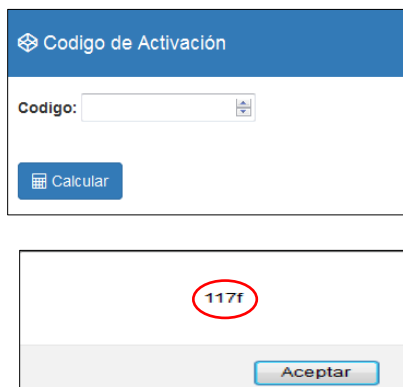 Codigo de Activación
Codigo:
Calcular
117f
Aceptar